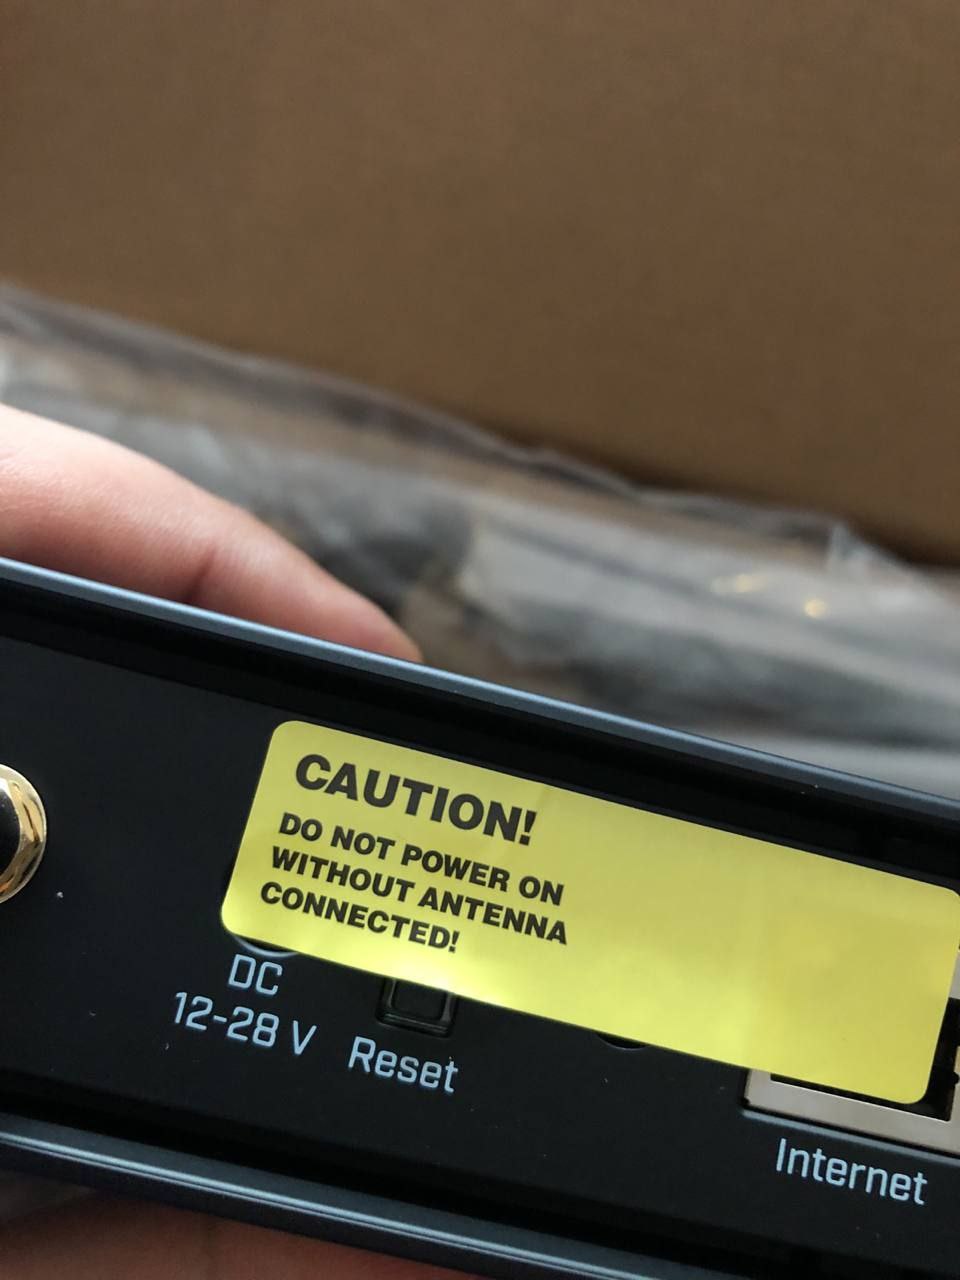 CAUTION!
DO NOT POWER ON
WITHOUT ANTENNA
CONNECTED!
DC
12-28 V
Reset
Internet